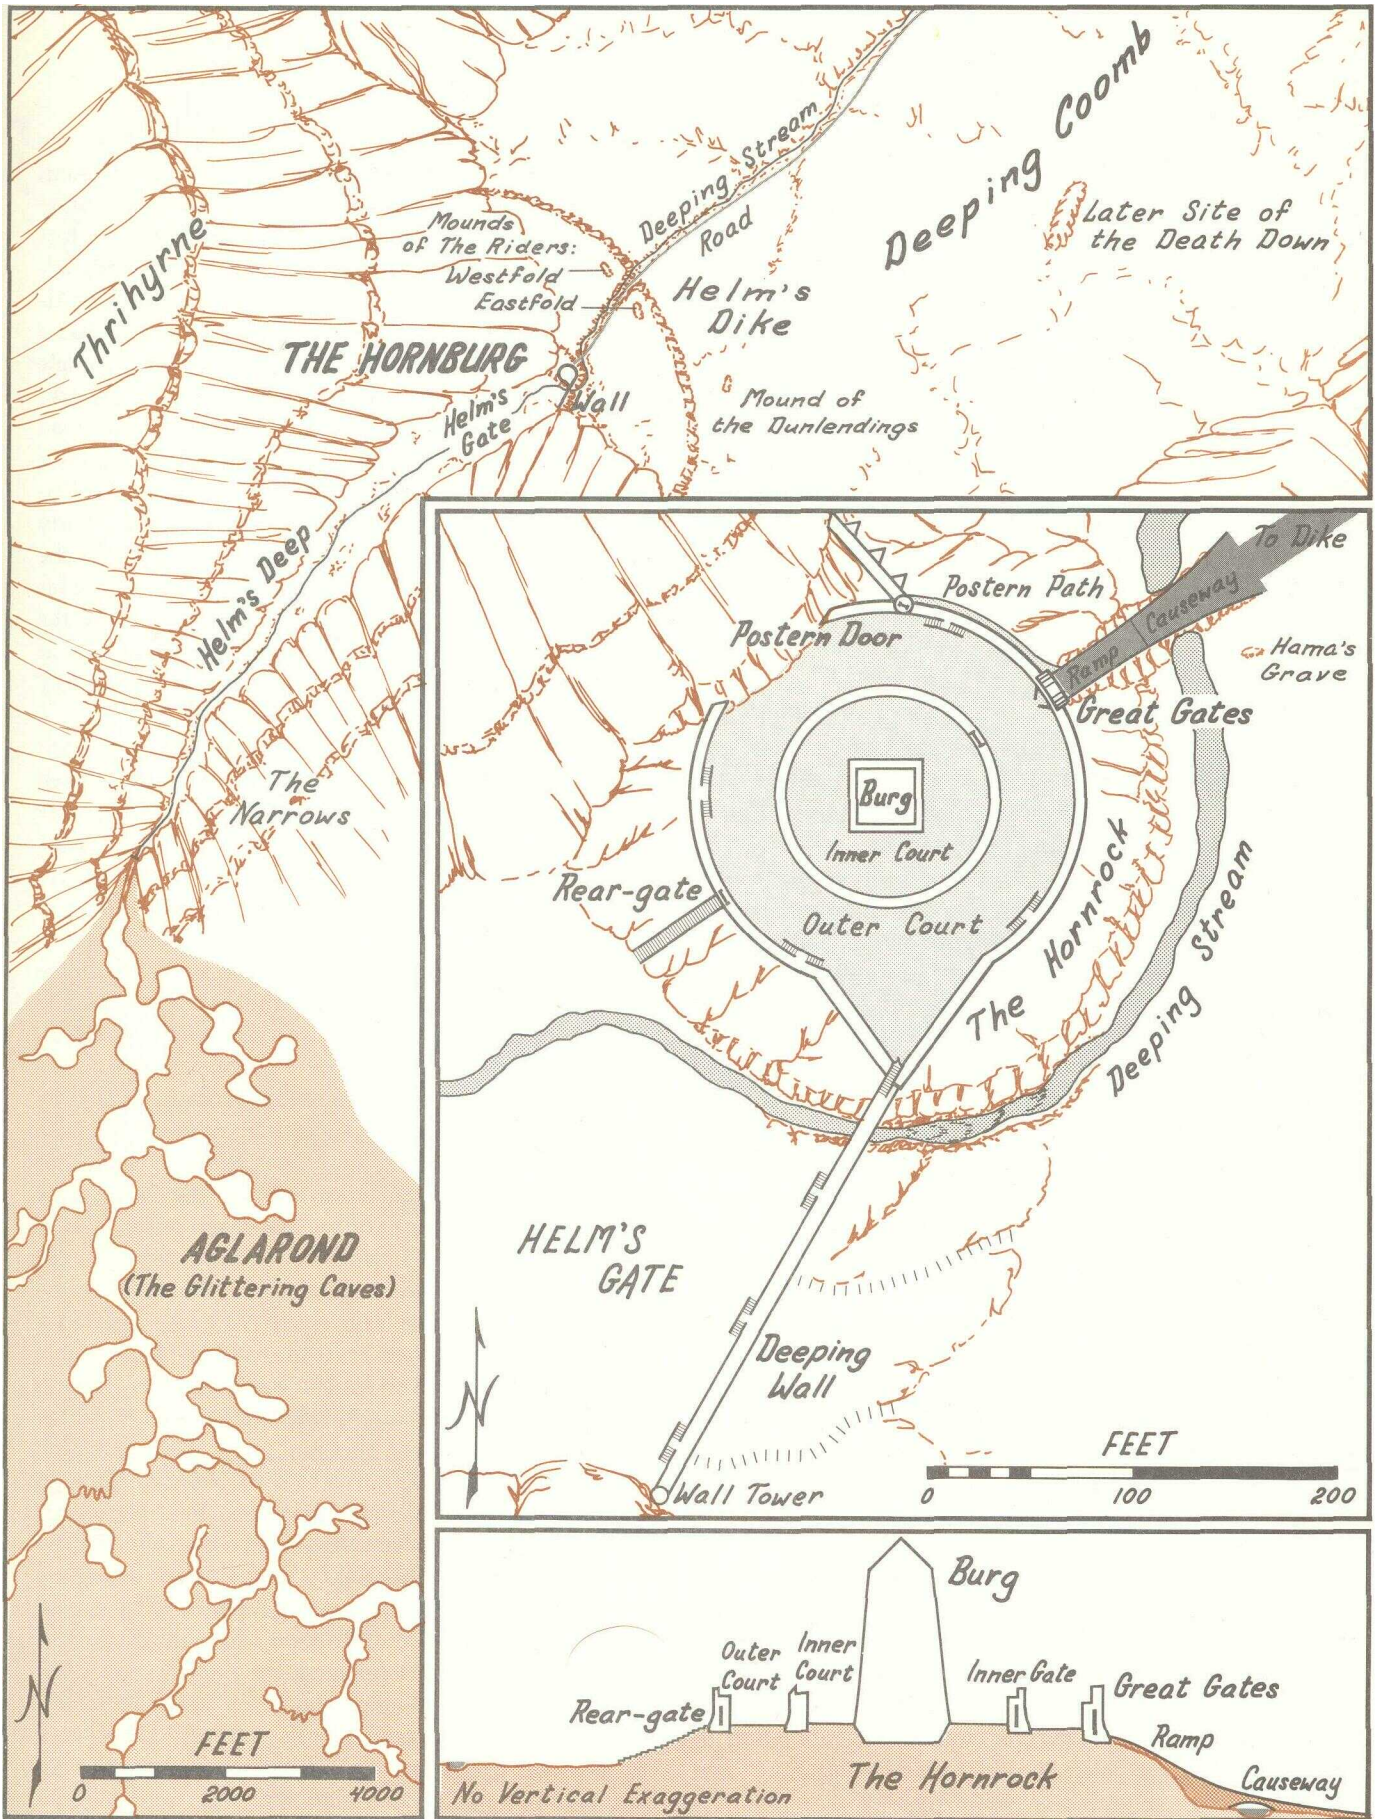 Deeping Coomb
Deeping Stream
Road
Later Site of
the Death Down
Mounds
of The Riders:
Westfold
Eastfold
Helm's
Dike
Thrihyrne
THE HORNBURG
Wall
Helm's
Gate
Mound of
the Dunlendings
Helm's Deep
The
Narrows
AGLAROND
(The Glittering Caves)
N
FEET
0 2000 4000
To Dike
Causeway
Ramp
Postern Path
Postern Door
Hama's
Grave
Great Gates
Burg
Inner Court
Outer Court
Rear-gate
The Hornrock
Deeping Stream
HELM'S
GATE
Deeping
Wall
N
Wall Tower
FEET
0 100 200
Burg
Outer
Court
Inner
Court
Inner Gate
Great Gates
Rear-gate
Ramp
The Hornrock
Causeway
No Vertical Exaggeration